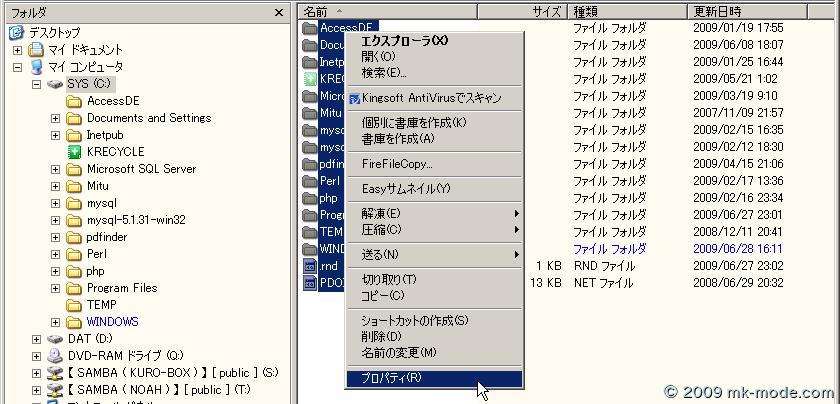 フォルダ
デスクトップ
マイ ドキュメント
マイ コンピュータ
SYS (C:)
AccessDE
Documents and Settings
Inetpub
KRECYCLE
Microsoft SQL Server
Mitu
mysql
mysql-5.1.31-win32
pdfinder
Perl
php
Program Files
TEMP
WINDOWS
DAT (D:)
DVD-RAM ドライブ (Q:)
【 SAMBA ( KURO-BOX ) 】 [ public ] (S:)
【 SAMBA ( NOAH ) 】 [ public ] (T:)
名前 サイズ 種類 更新日時
AccessDE ファイル フォルダ 2009/01/19 17:55
Docu ファイル フォルダ 2009/06/08 18:07
Inetp ファイル フォルダ 2009/01/25 16:44
KRE ファイル フォルダ 2009/05/21 1:02
Micro ファイル フォルダ 2009/03/19 9:10
Mitu ファイル フォルダ 2007/11/09 21:57
mysq ファイル フォルダ 2009/02/15 16:35
mysq ファイル フォルダ 2009/02/12 18:30
pdfin ファイル フォルダ 2009/04/15 21:06
Perl ファイル フォルダ 2009/02/17 13:36
php ファイル フォルダ 2009/02/16 23:34
Progr ファイル フォルダ 2009/06/27 23:01
TEM ファイル フォルダ 2008/12/11 20:41
WIND ファイル フォルダ 2009/06/28 16:11
.rnd 1 KB RND ファイル 2009/06/27 23:02
PDO 13 KB NET ファイル 2008/06/29 20:32
エクスプローラ(X)
開く(O)
検索(E)...
Kingsoft AntiVirusでスキャン
個別に書庫を作成(K)
書庫を作成(A)
FireFileCopy...
Easyサムネイル(Y)
解凍(E)
圧縮(C)
送る(N)
切り取り(T)
コピー(C)
ショートカットの作成(S)
削除(D)
名前の変更(M)
プロパティ(R)
© 2009 mk-mode.com